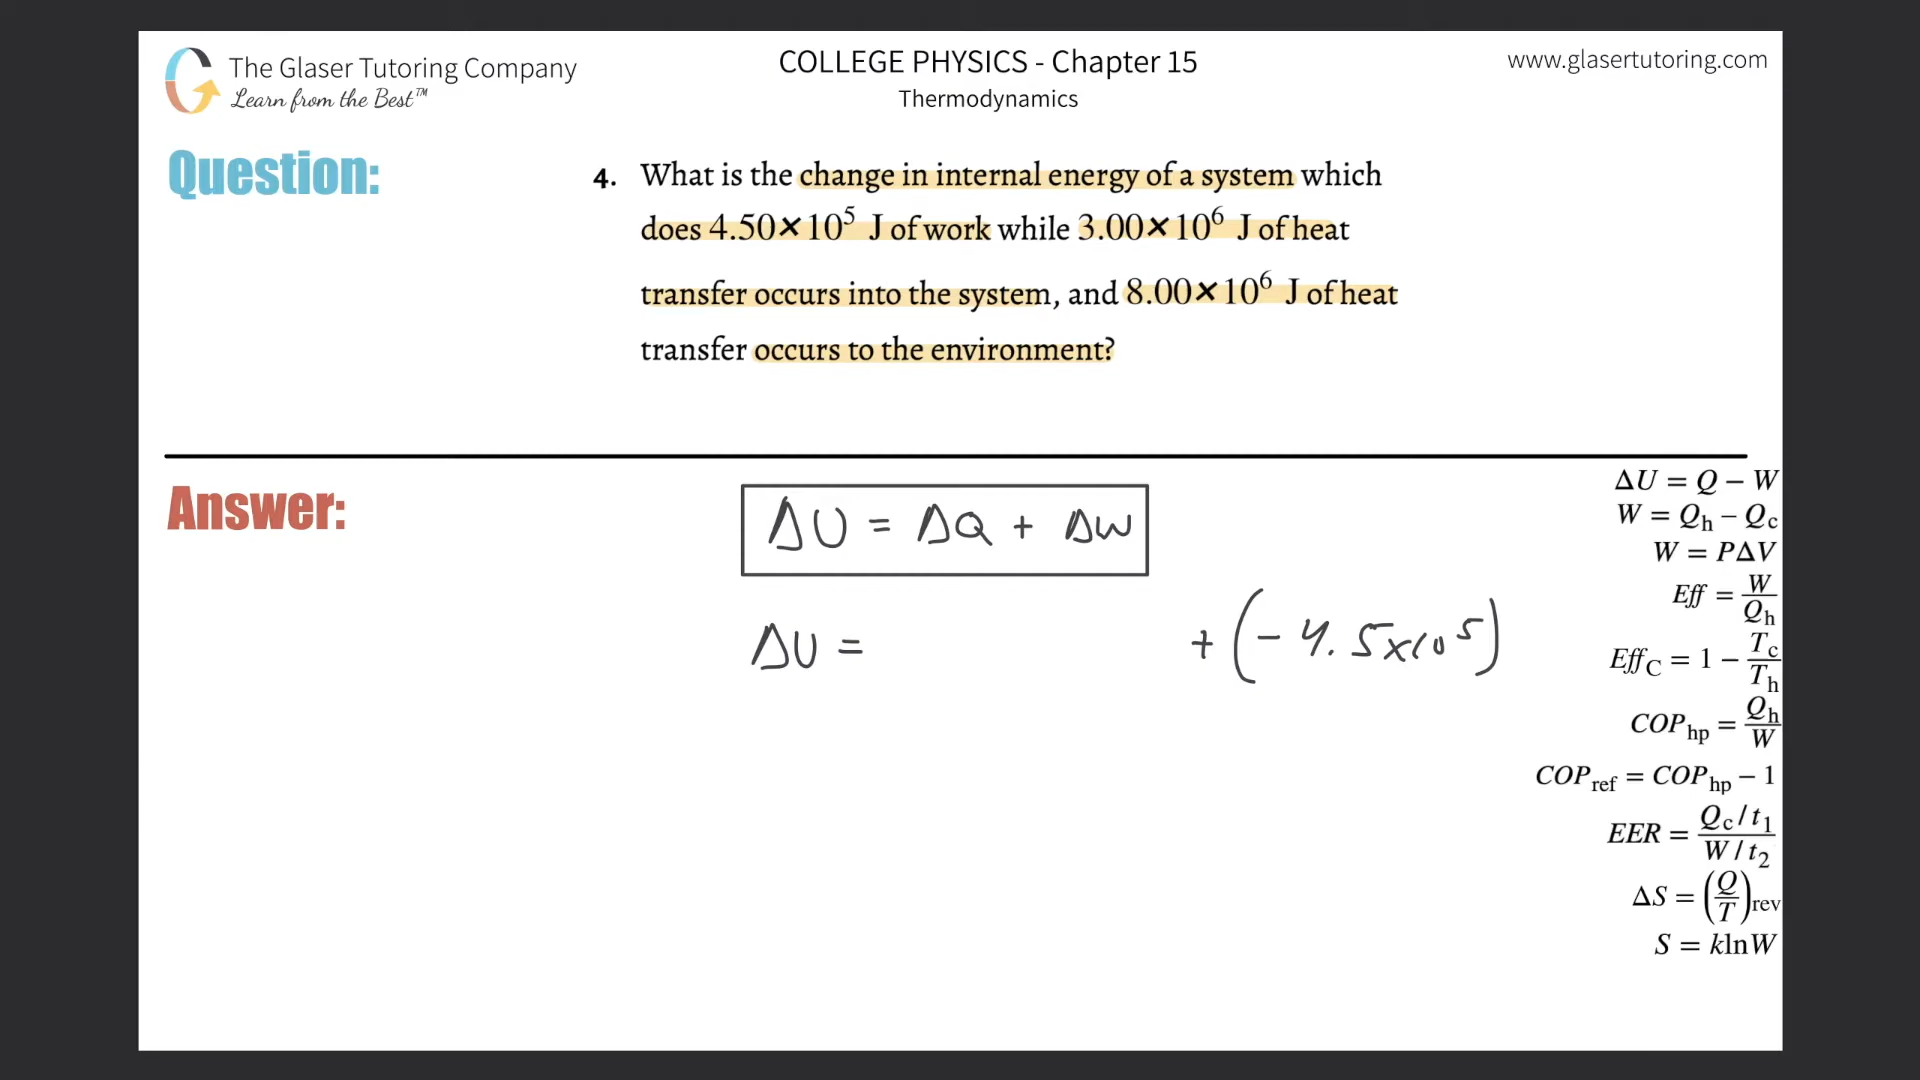 The Glaser Tutoring Company
Learn from the Best™
COLLEGE PHYSICS - Chapter 15
Thermodynamics
www.glasertutoring.com
Question:
4. What is the change in internal energy of a system which
does 4.50×10⁵ J of work while 3.00×10⁶ J of heat
transfer occurs into the system, and 8.00×10⁶ J of heat
transfer occurs to the environment?
Answer:
ΔU = ΔQ + ΔW
ΔU = + (- 4.5x10⁵)
ΔU = Q − W
W = Qh − Qc
W = PΔV
Eff = W/Qh
EffC = 1 − Tc/Th
COPhp = Qh/W
COPref = COPhp − 1
EER = (Qc / t1)/(W / t2)
ΔS = (Q/T)rev
S = klnW